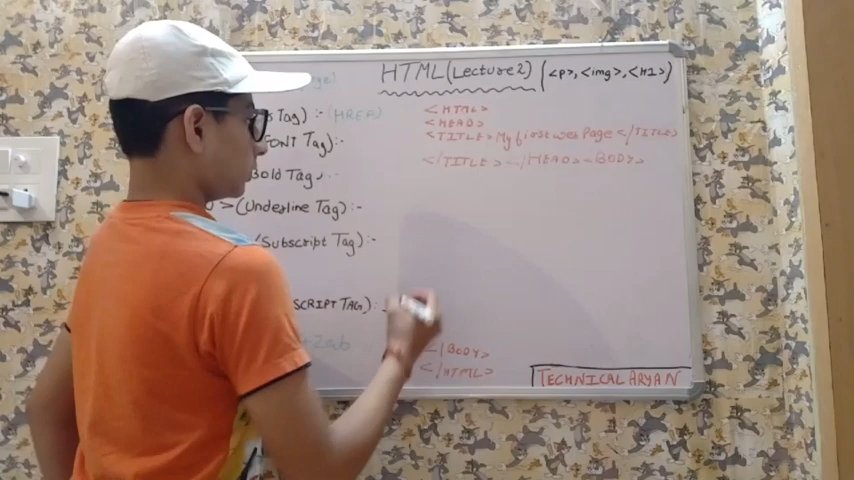 HTML (Lecture 2) (<P>, <img>, <H1>)
Tag) :- (HREF)
FONT Tag):-
Bold Tag
> (Underline Tag):-
(Subscript Tag):-
SCRIPT TAG):
+2ab
<HTML>
<HEAD>
<TITLE> My first web Page </TITLE>
</TITLE> </HEAD> <BODY>
</BODY>
</HTML>
TECHNICAL ARYAN